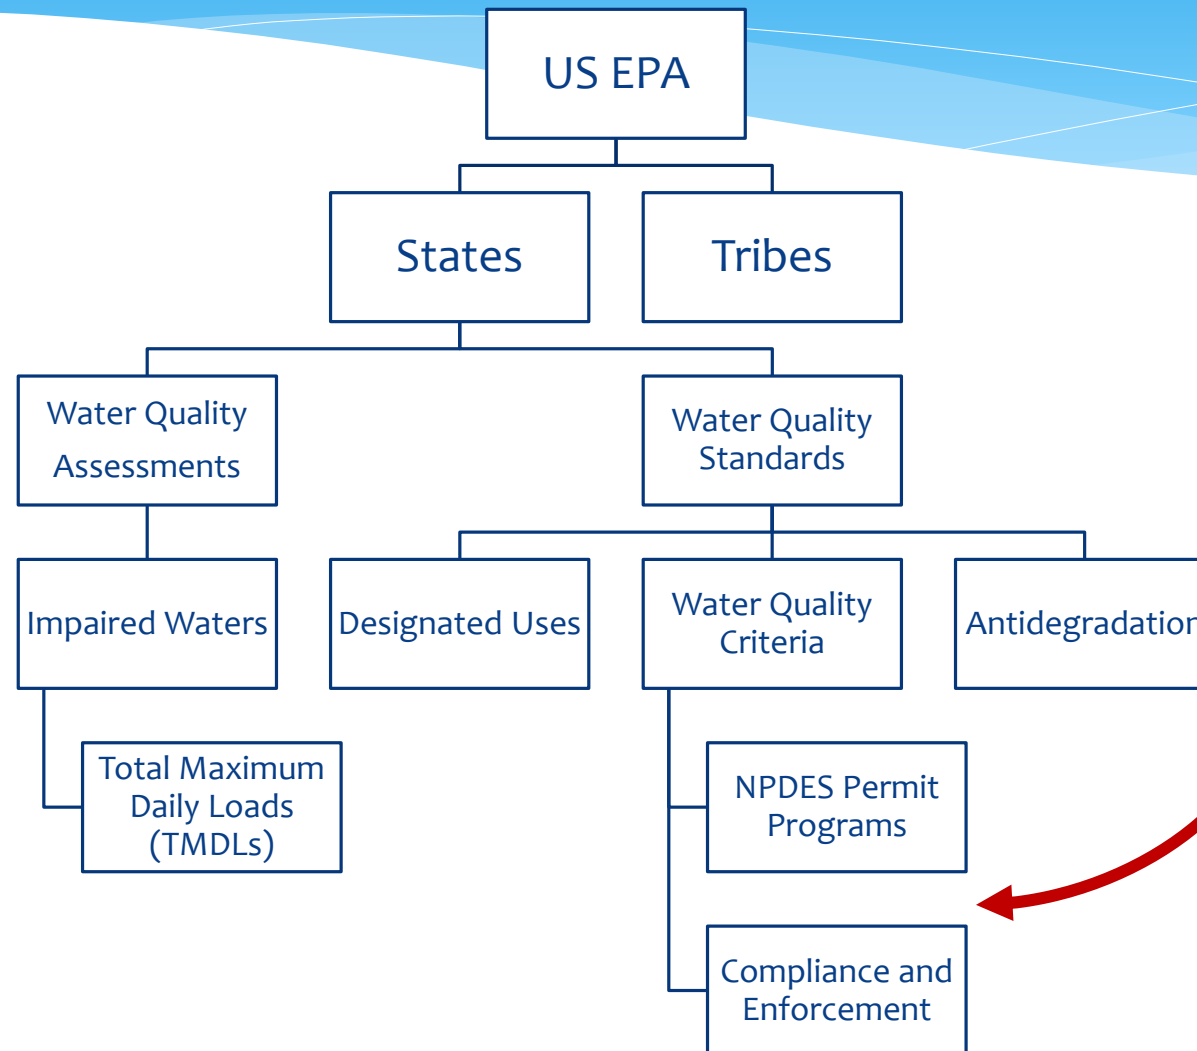 US EPA
States
Tribes
Water Quality
Assessments
Water Quality
Standards
Impaired Waters
Designated Uses
Water Quality
Criteria
Antidegradation
Total Maximum
Daily Loads
(TMDLs)
NPDES Permit
Programs
Compliance and
Enforcement